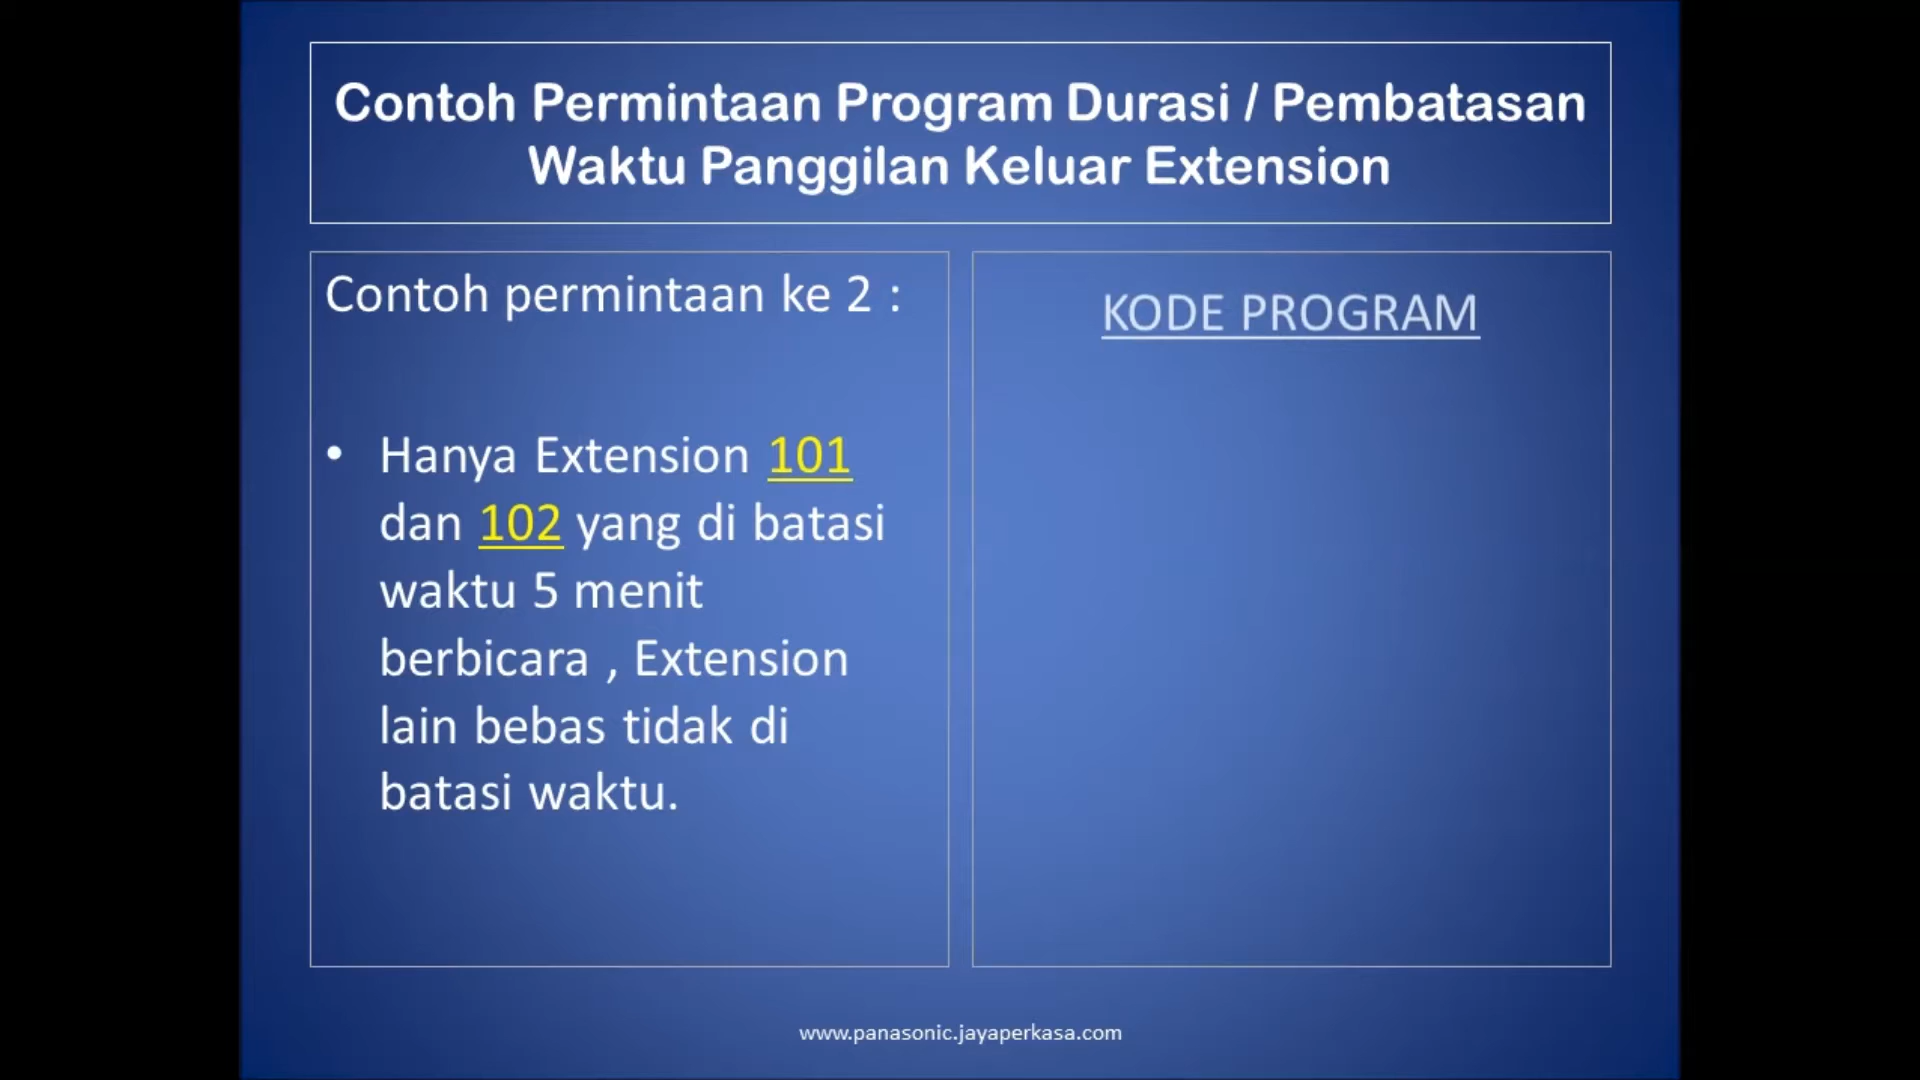 Contoh Permintaan Program Durasi / Pembatasan
Waktu Panggilan Keluar Extension
Contoh permintaan ke 2 :
• Hanya Extension 101
dan 102 yang di batasi
waktu 5 menit
berbicara , Extension
lain bebas tidak di
batasi waktu.
KODE PROGRAM
www.panasonic.jayaperkasa.com